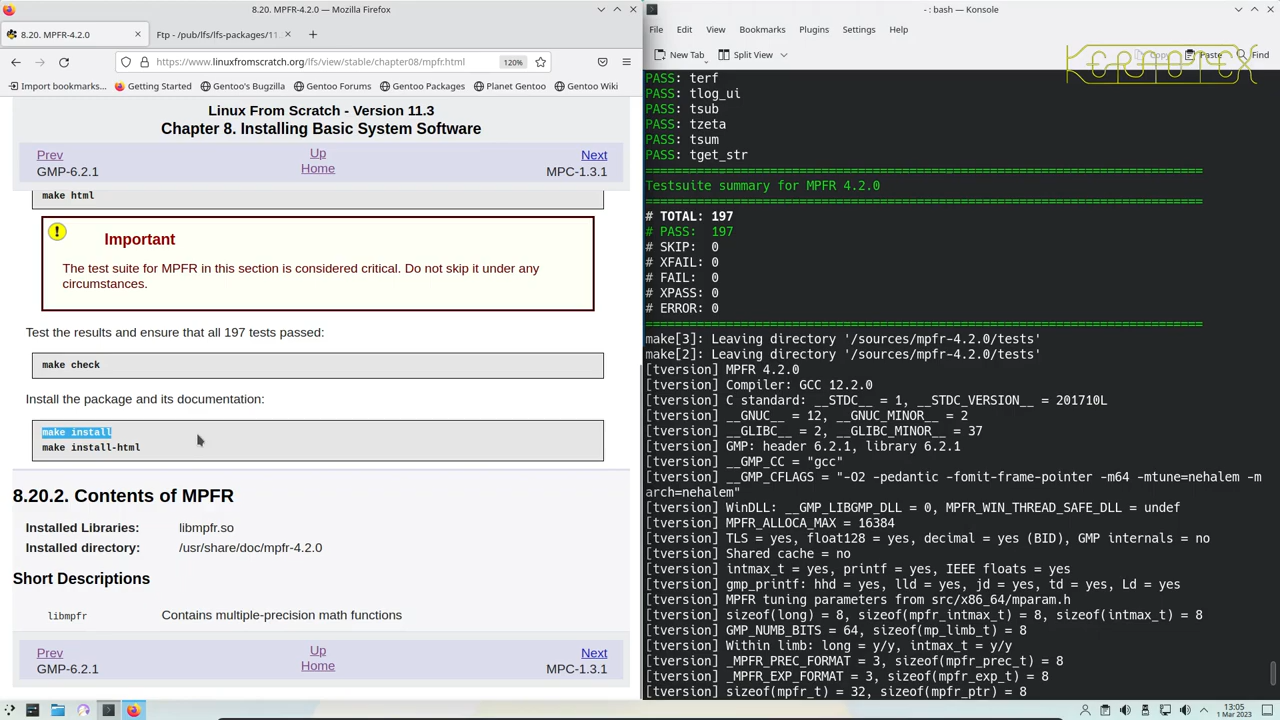 8.20. MPFR-4.2.0 — Mozilla Firefox
8.20. MPFR-4.2.0
Ftp - /pub/lfs/lfs-packages/11.
https://www.linuxfromscratch.org/lfs/view/stable/chapter08/mpfr.html
120%
Import bookmarks...
Getting Started
Gentoo's Bugzilla
Gentoo Forums
Gentoo Packages
Planet Gentoo
Gentoo Wiki
Linux From Scratch - Version 11.3
Chapter 8. Installing Basic System Software
Prev
Up
Next
GMP-6.2.1
Home
MPC-1.3.1
make html
Important
The test suite for MPFR in this section is considered critical. Do not skip it under any
circumstances.
Test the results and ensure that all 197 tests passed:
make check
Install the package and its documentation:
make install
make install-html
8.20.2. Contents of MPFR
Installed Libraries: libmpfr.so
Installed directory: /usr/share/doc/mpfr-4.2.0
Short Descriptions
libmpfr Contains multiple-precision math functions
Prev
Up
Next
GMP-6.2.1
Home
MPC-1.3.1
- : bash — Konsole
File Edit View Bookmarks Plugins Settings Help
New Tab
Split View
Copy
Paste
Find
KERAPLEX
PASS: terf
PASS: tlog_ui
PASS: tsub
PASS: tzeta
PASS: tsum
PASS: tget_str
============================================================================
Testsuite summary for MPFR 4.2.0
============================================================================
# TOTAL: 197
# PASS:  197
# SKIP:  0
# XFAIL: 0
# FAIL:  0
# XPASS: 0
# ERROR: 0
============================================================================
make[3]: Leaving directory '/sources/mpfr-4.2.0/tests'
make[2]: Leaving directory '/sources/mpfr-4.2.0/tests'
[tversion] MPFR 4.2.0
[tversion] Compiler: GCC 12.2.0
[tversion] C standard: __STDC__ = 1, __STDC_VERSION__ = 201710L
[tversion] __GNUC__ = 12, __GNUC_MINOR__ = 2
[tversion] __GLIBC__ = 2, __GLIBC_MINOR__ = 37
[tversion] GMP: header 6.2.1, library 6.2.1
[tversion] __GMP_CC = "gcc"
[tversion] __GMP_CFLAGS = "-O2 -pedantic -fomit-frame-pointer -m64 -mtune=nehalem -m
arch=nehalem"
[tversion] WinDLL: __GMP_LIBGMP_DLL = 0, MPFR_WIN_THREAD_SAFE_DLL = undef
[tversion] MPFR_ALLOCA_MAX = 16384
[tversion] TLS = yes, float128 = yes, decimal = yes (BID), GMP internals = no
[tversion] Shared cache = no
[tversion] intmax_t = yes, printf = yes, IEEE floats = yes
[tversion] gmp_printf: hhd = yes, lld = yes, jd = yes, td = yes, Ld = yes
[tversion] MPFR tuning parameters from src/x86_64/mparam.h
[tversion] sizeof(long) = 8, sizeof(mpfr_intmax_t) = 8, sizeof(intmax_t) = 8
[tversion] GMP_NUMB_BITS = 64, sizeof(mp_limb_t) = 8
[tversion] Within limb: long = y/y, intmax_t = y/y
[tversion] _MPFR_PREC_FORMAT = 3, sizeof(mpfr_prec_t) = 8
[tversion] _MPFR_EXP_FORMAT = 3, sizeof(mpfr_exp_t) = 8
[tversion] sizeof(mpfr_t) = 32, sizeof(mpfr_ptr) = 8
13:05
1 Mar 2023